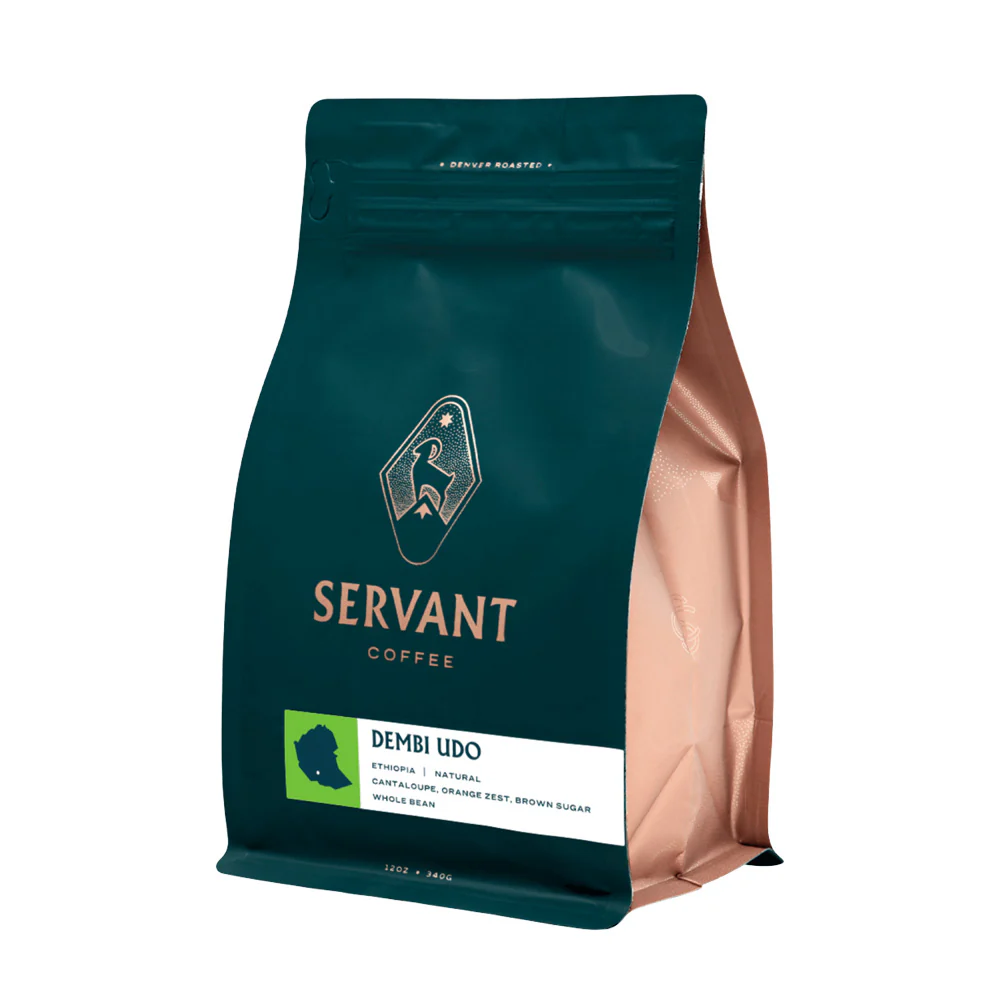 * DENVER ROASTED *
SERVANT
COFFEE
DEMBI UDO
ETHIOPIA | NATURAL
CANTALOUPE, ORANGE ZEST, BROWN SUGAR
WHOLE BEAN
12OZ * 340G